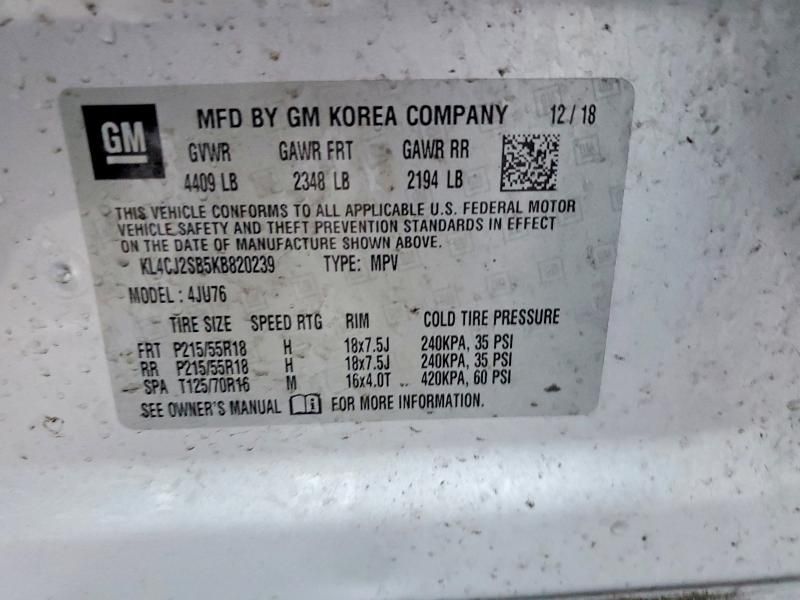 GM MFD BY GM KOREA COMPANY 12/18
GVWR GAWR FRT GAWR RR
4409 LB 2348 LB 2194 LB
THIS VEHICLE CONFORMS TO ALL APPLICABLE U.S. FEDERAL MOTOR
VEHICLE SAFETY AND THEFT PREVENTION STANDARDS IN EFFECT
ON THE DATE OF MANUFACTURE SHOWN ABOVE.
KL4CJ2SB5KB820239 TYPE: MPV
MODEL: 4JU76
TIRE SIZE SPEED RTG RIM COLD TIRE PRESSURE
FRT P215/55R18 H 18x7.5J 240KPA, 35 PSI
RR P215/55R18 H 18x7.5J 240KPA, 35 PSI
SPA T125/70R16 M 16x4.0T 420KPA, 60 PSI
SEE OWNER'S MANUAL FOR MORE INFORMATION.